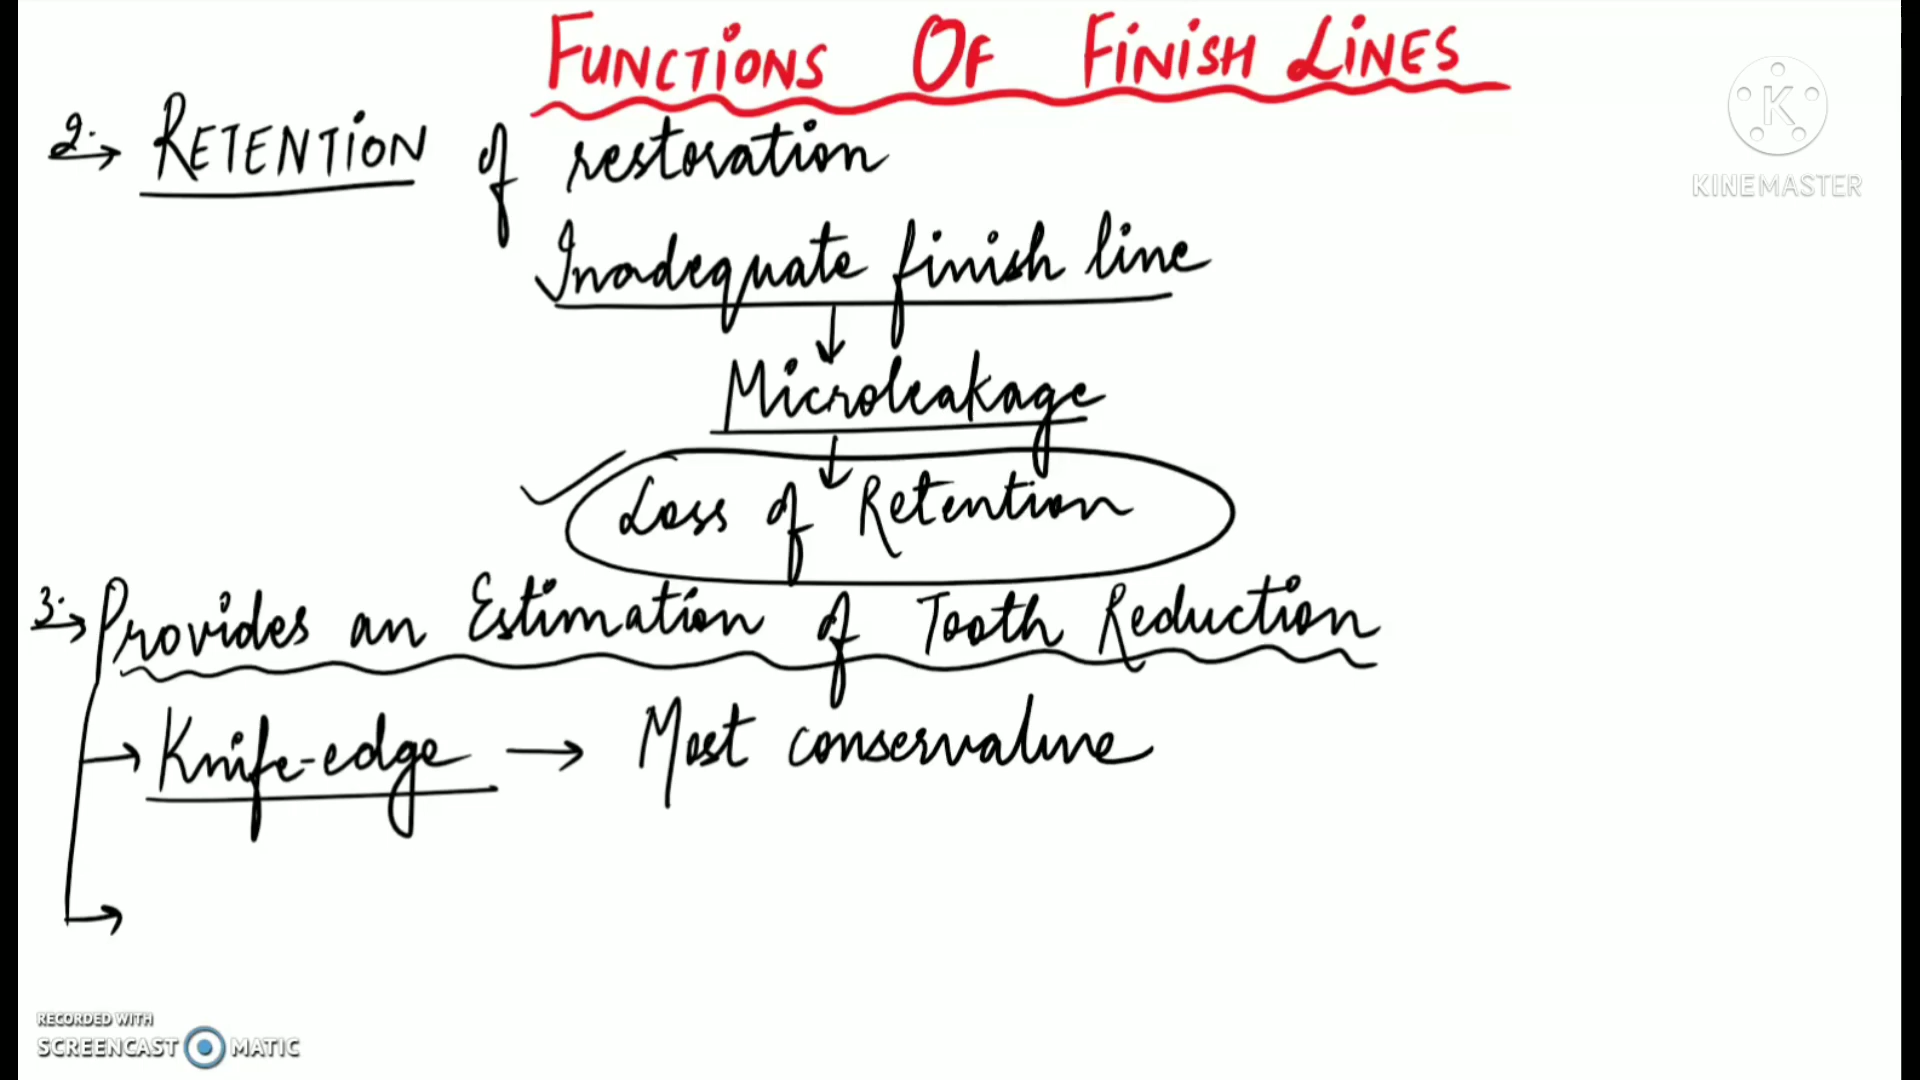 FUNCTIONS OF FINISH LINES
2. → RETENTION of restoration
Inadequate finish line
↓
Microleakage
↓
Loss of Retention
3. → Provides an Estimation of Tooth Reduction
→ Knife-edge → Most conservative
→
KINEMASTER
RECORDED WITH
SCREENCAST MATIC